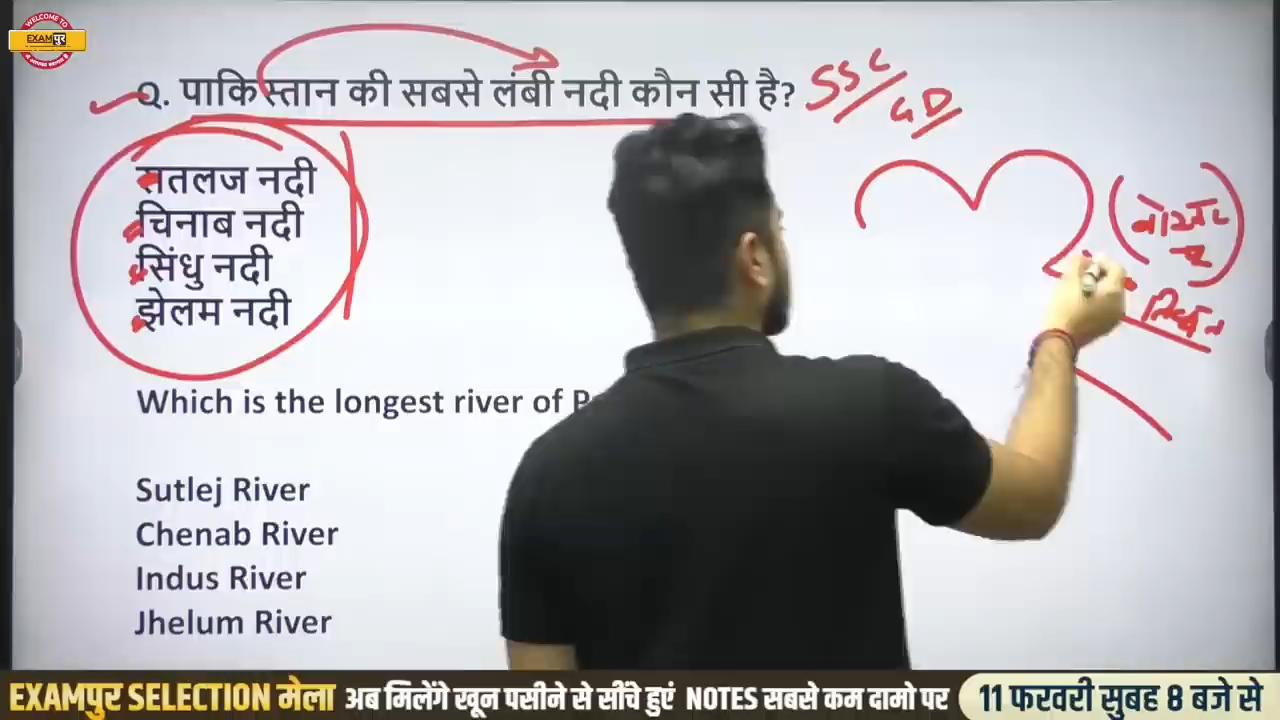 WELCOME TO
EXAMपुर
Q. पाकिस्तान की सबसे लंबी नदी कौन सी है?
SSC/GD
सतलज नदी
चिनाब नदी
सिंधु नदी
झेलम नदी
Which is the longest river of
Sutlej River
Chenab River
Indus River
Jhelum River
EXAMपुर SELECTION मेला अब मिलेंगे खून पसीने से सींचे हुएं NOTES सबसे कम दामो पर 11 फरवरी सुबह 8 बजे से